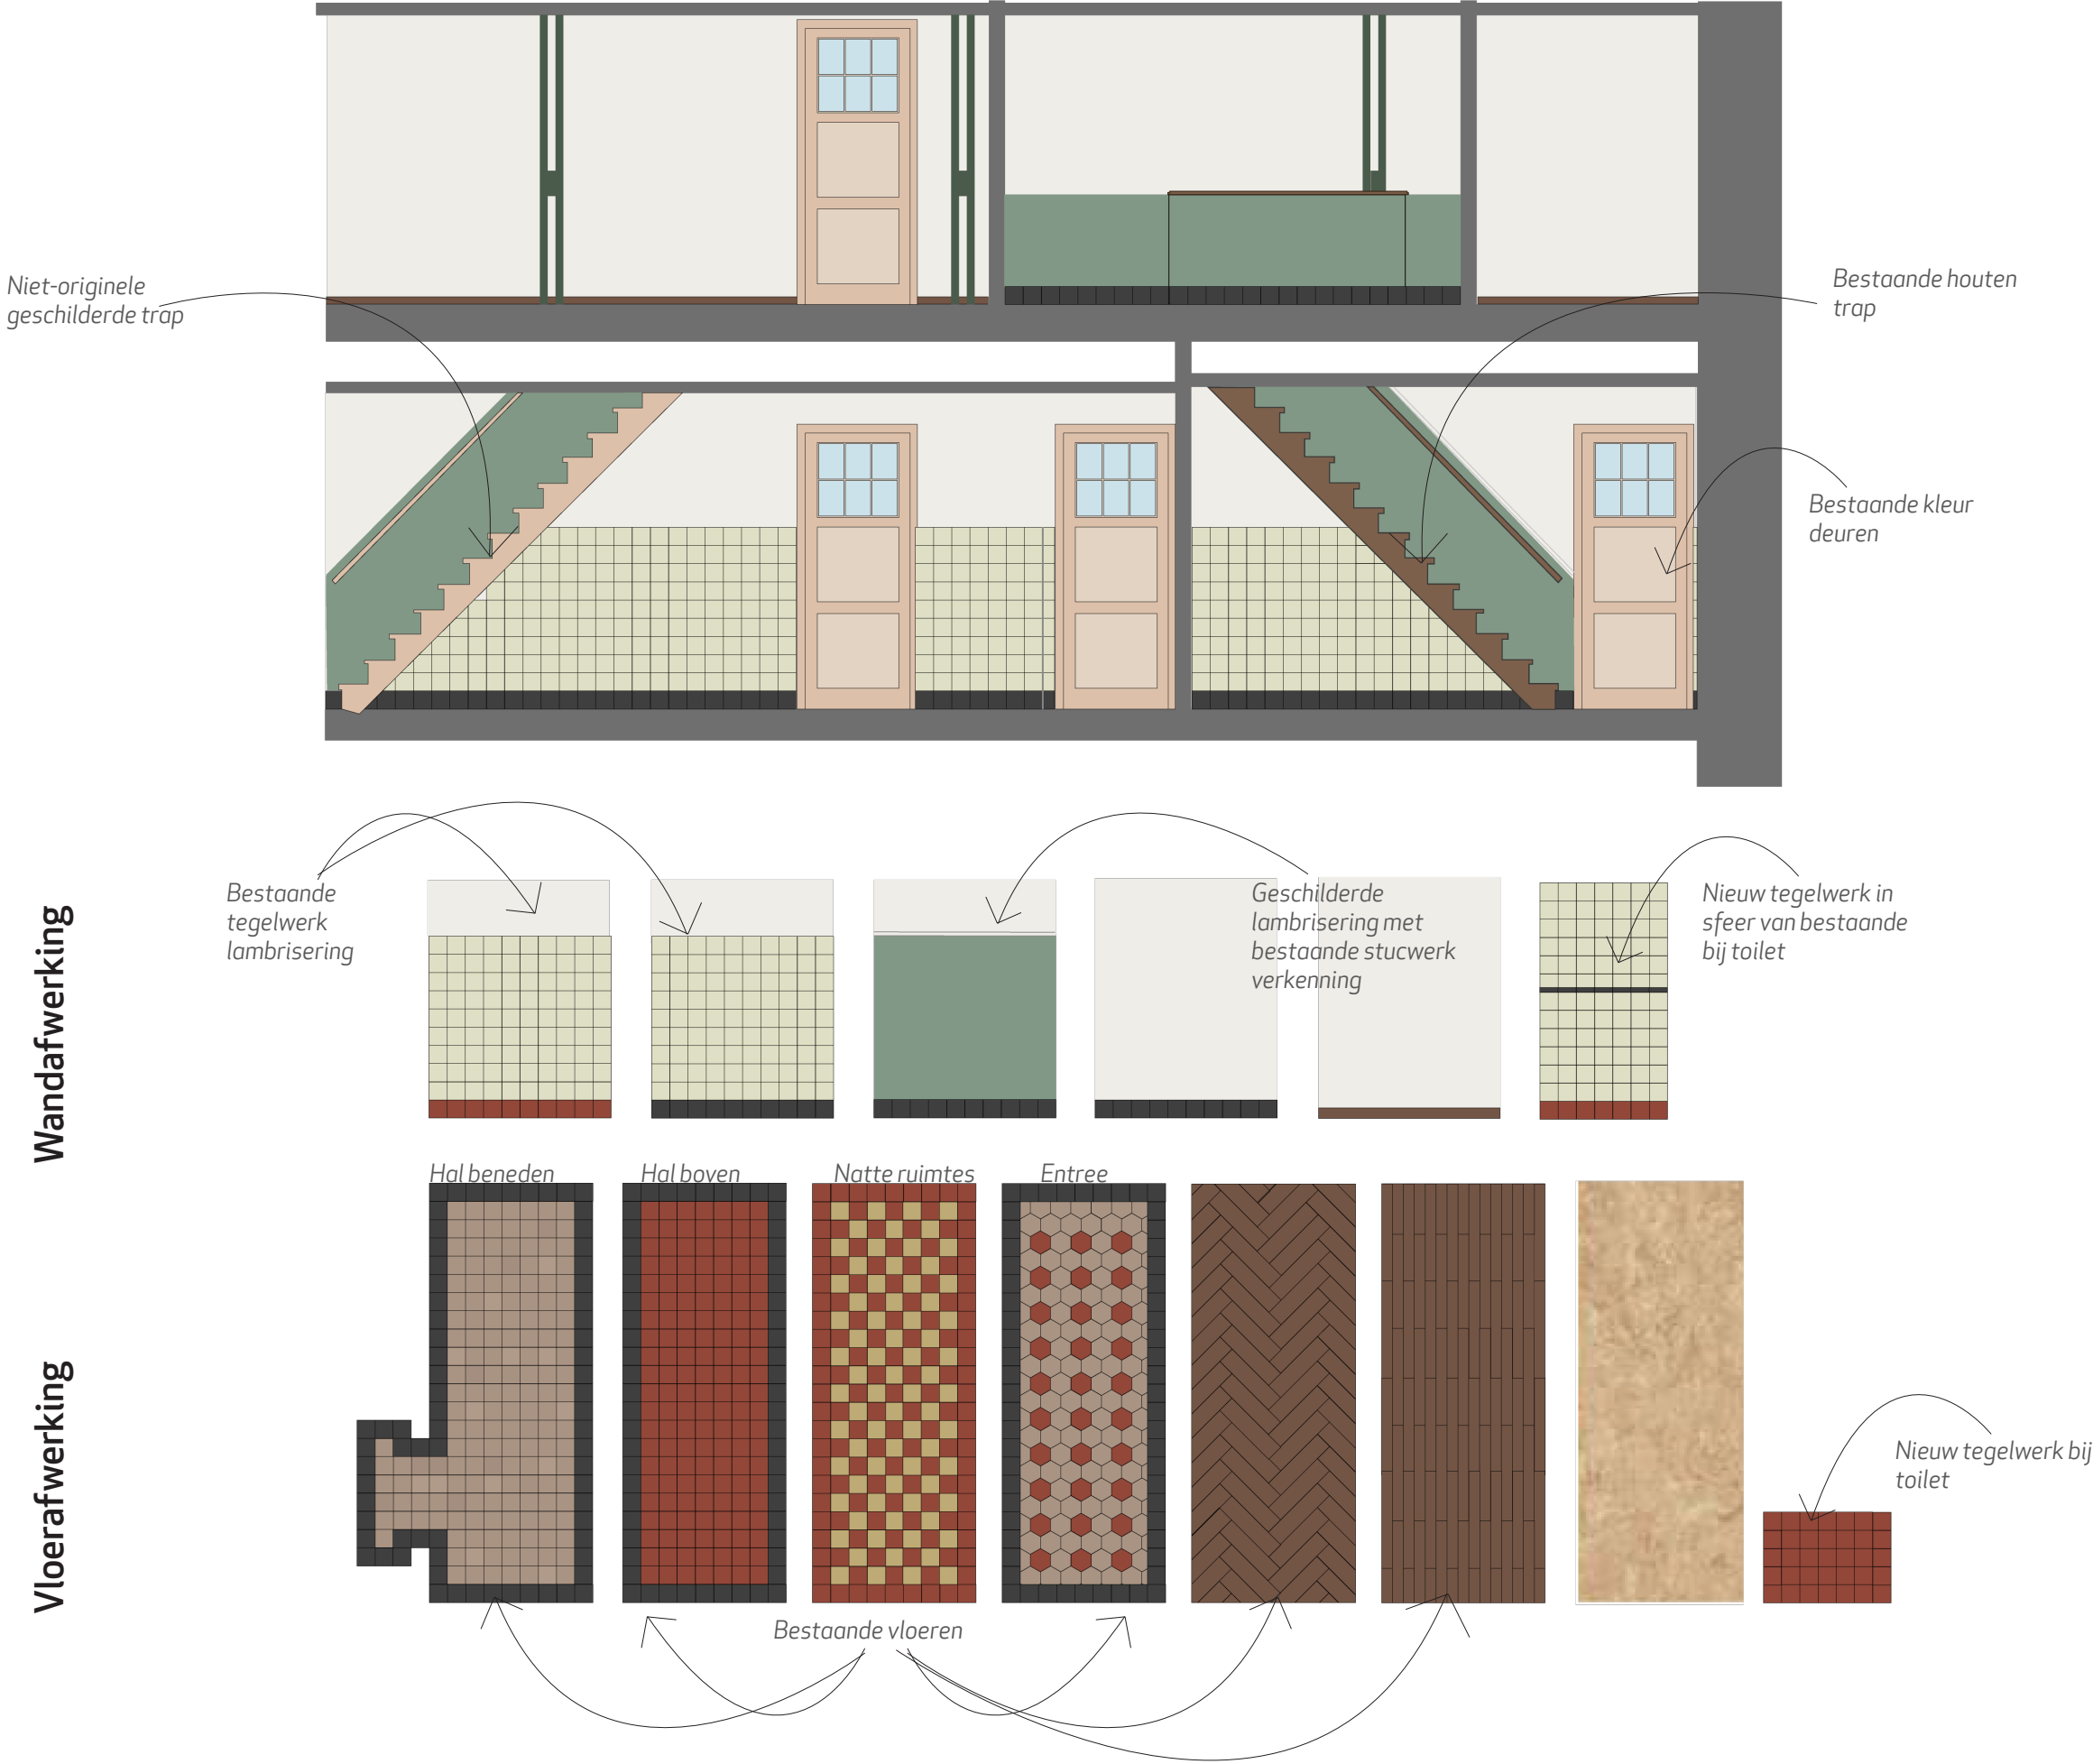 Niet-originele
geschilderde trap
Bestaande houten
trap
Bestaande kleur
deuren
Wandafwerking
Bestaande
tegelwerk
lambrisering
Geschilderde
lambrisering met
bestaande stucwerk
verkenning
Nieuw tegelwerk in
sfeer van bestaande
bij toilet
Vloerafwerking
Hal beneden
Hal boven
Natte ruimtes
Entree
Nieuw tegelwerk bij
toilet
Bestaande vloeren